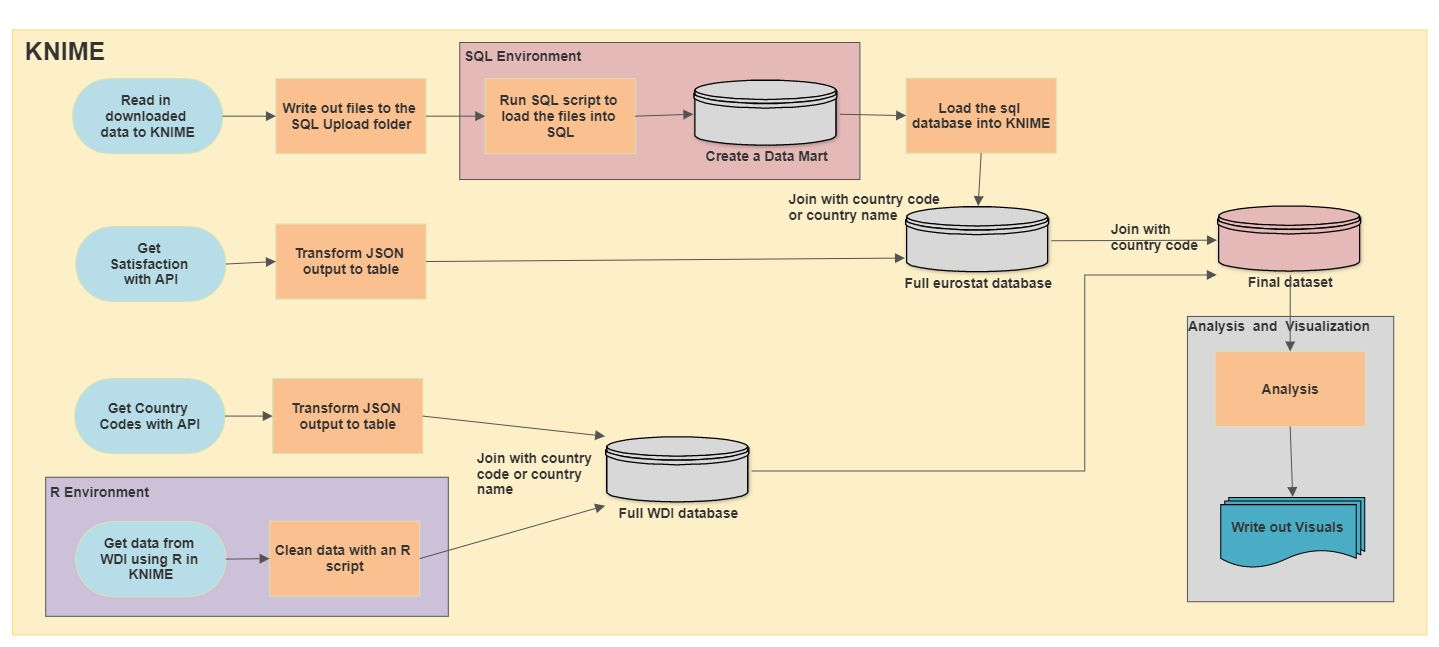 KNIME
SQL Environment
Read in
downloaded
data to KNIME
Write out files to the
SQL Upload folder
Run SQL script to
load the files into
SQL
Create a Data Mart
Load the sql
database into KNIME
Join with country code
or country name
Get
Satisfaction
with API
Transform JSON
output to table
Full eurostat database
Join with
country code
Final dataset
Analysis and Visualization
Analysis
Write out Visuals
Get Country
Codes with API
Transform JSON
output to table
Join with country
code or country
name
Full WDI database
R Environment
Get data from
WDI using R in
KNIME
Clean data with an R
script